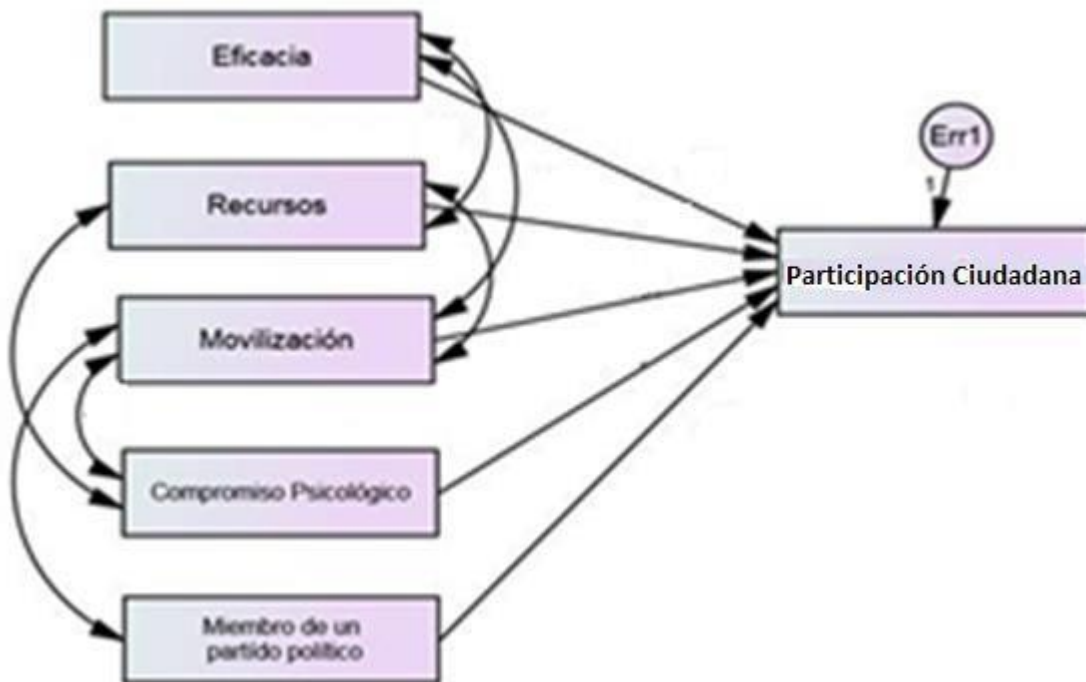 Eficacia
Recursos
Movilización
Compromiso Psicológico
Miembro de un
partido político
Err1
1
Participación Ciudadana